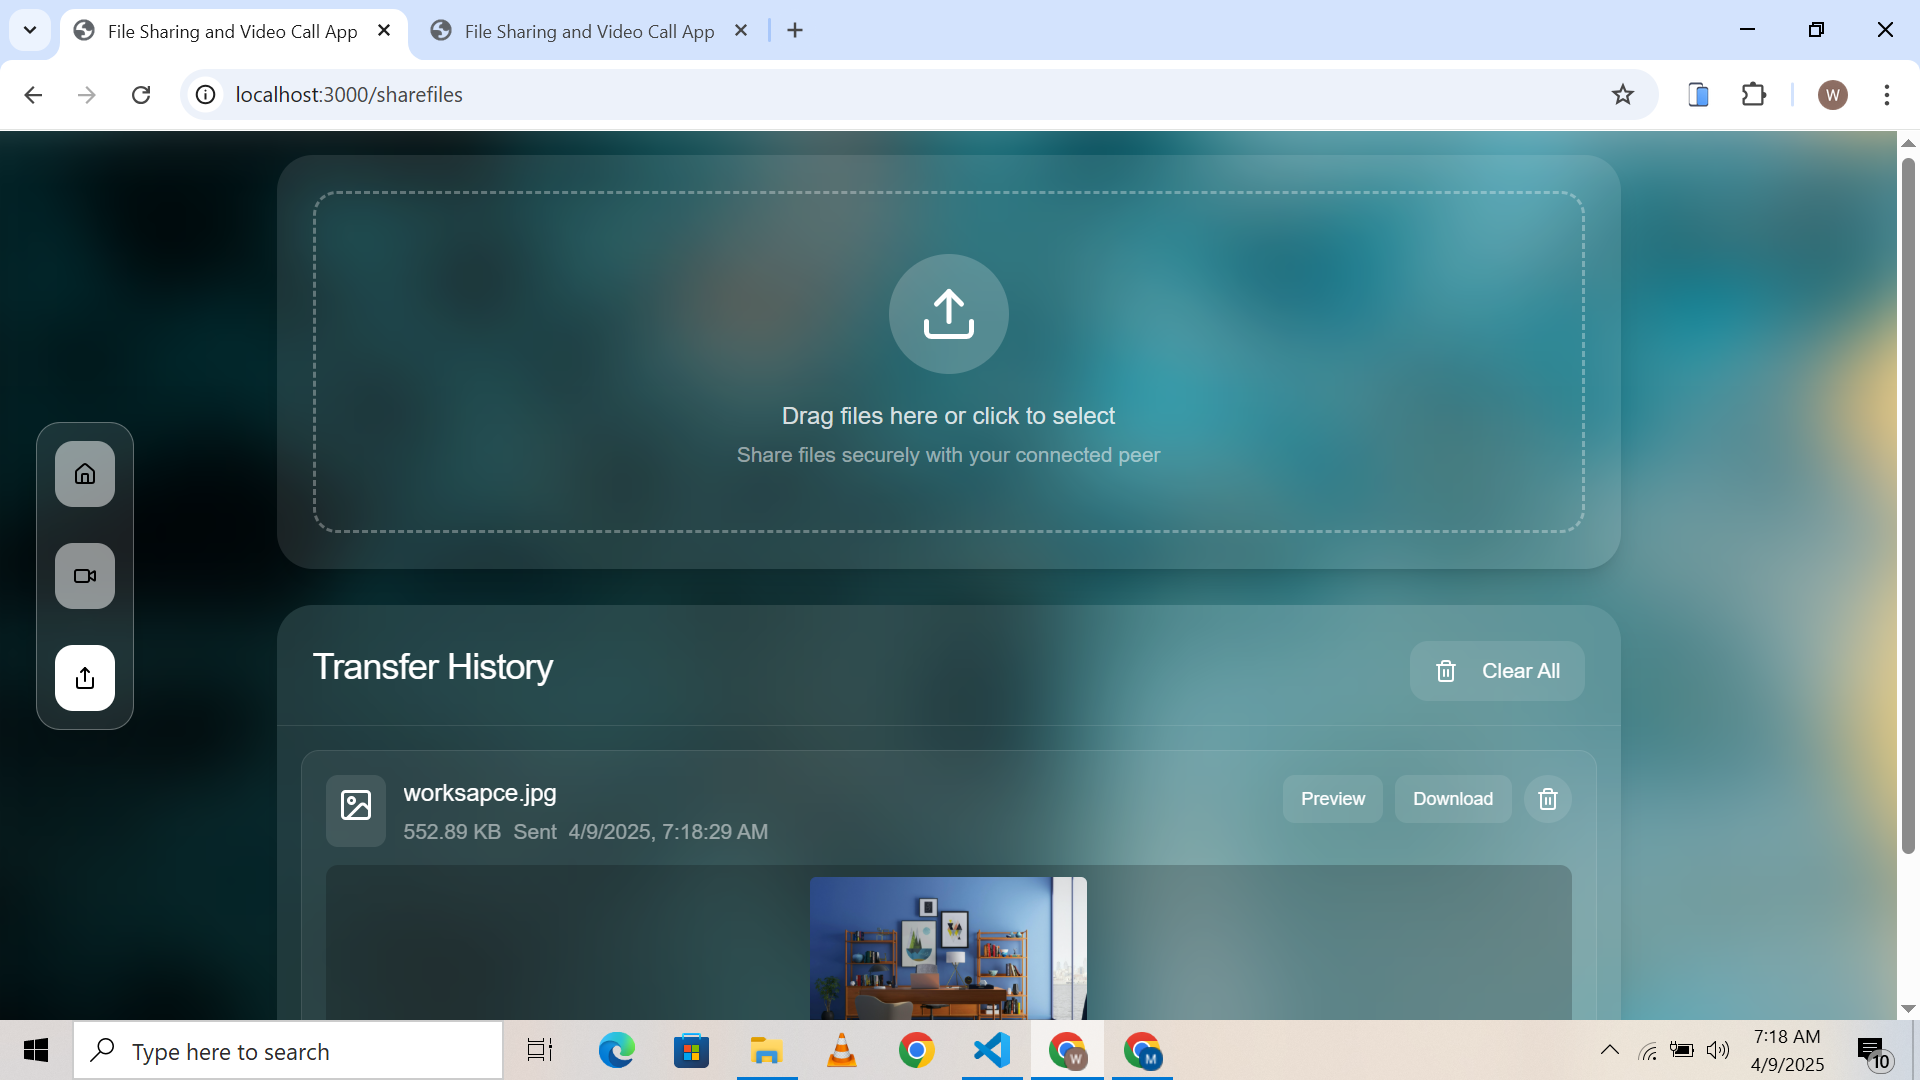 File Sharing and Video Call App
File Sharing and Video Call App
localhost:3000/sharefiles
W
Drag files here or click to select
Share files securely with your connected peer
Transfer History
Clear All
worksapce.jpg
552.89 KB Sent 4/9/2025, 7:18:29 AM
Preview
Download
Type here to search
W
M
7:18 AM
4/9/2025
10